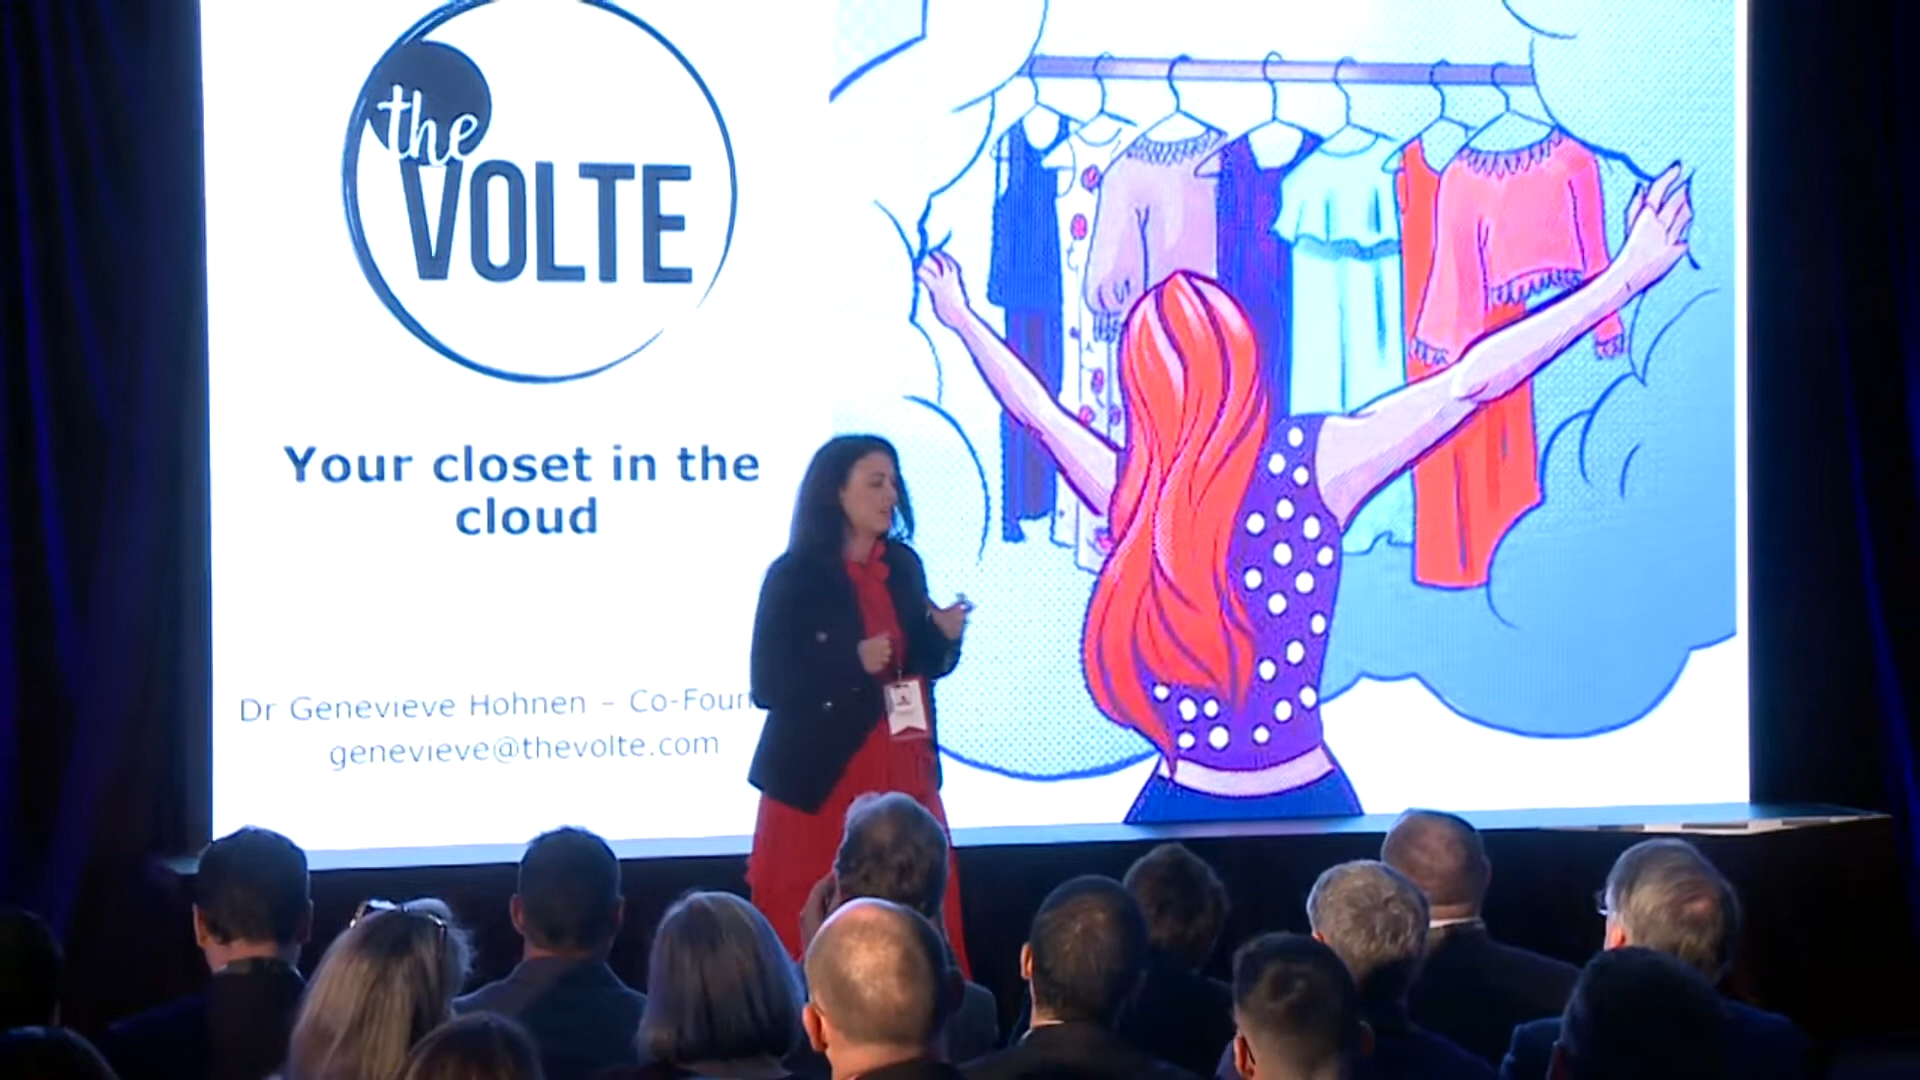 the
VOLTE
Your closet in the
cloud
Dr Genevieve Hohnen – Co-Foun
genevieve@thevolte.com